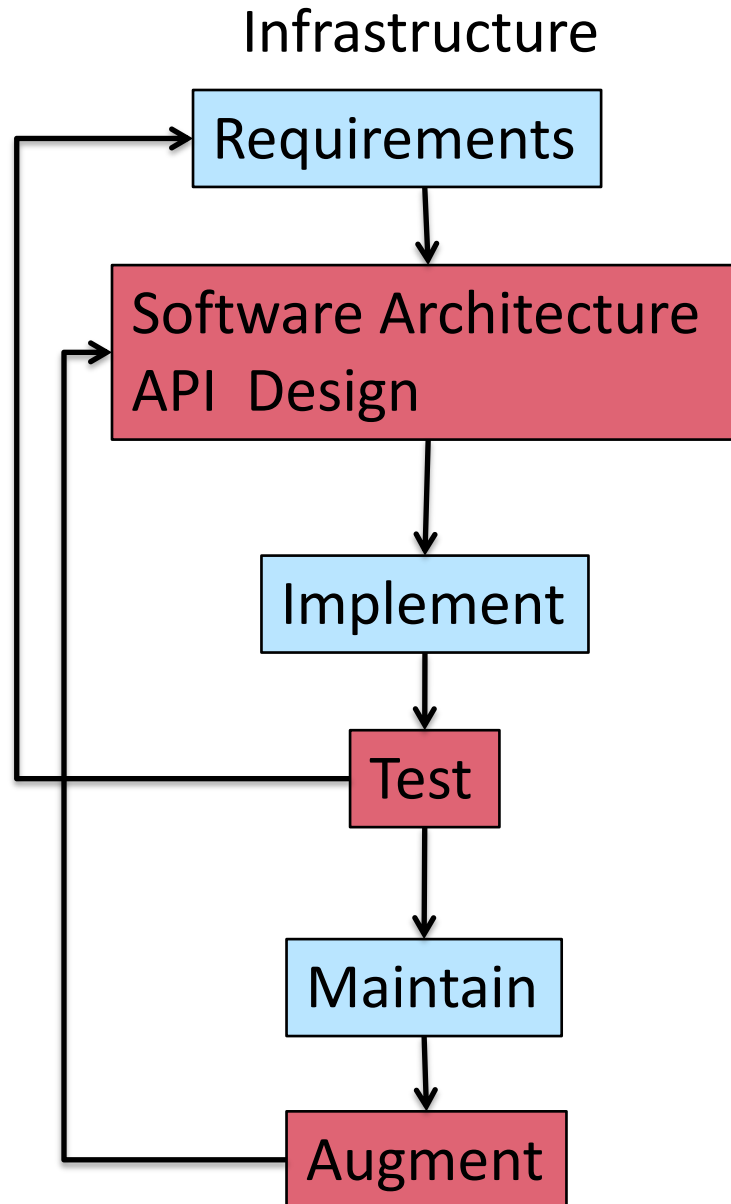 Infrastructure
Requirements
Software Architecture
API  Design
Implement
Test
Maintain
Augment